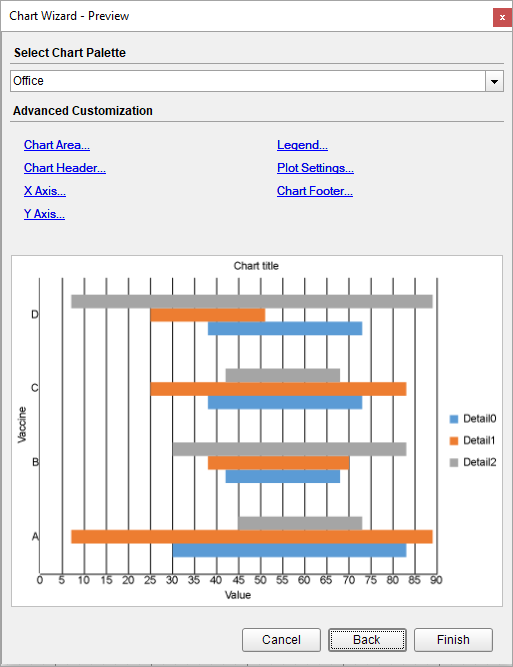 Chart Wizard - Preview
x
Select Chart Palette
Office
Advanced Customization
Chart Area... Legend...
Chart Header... Plot Settings...
X Axis... Chart Footer...
Y Axis...
Chart title
D
C
B
A
Vaccine
Detail0
Detail1
Detail2
0 5 10 15 20 25 30 35 40 45 50 55 60 65 70 75 80 85 90
Value
Cancel Back Finish